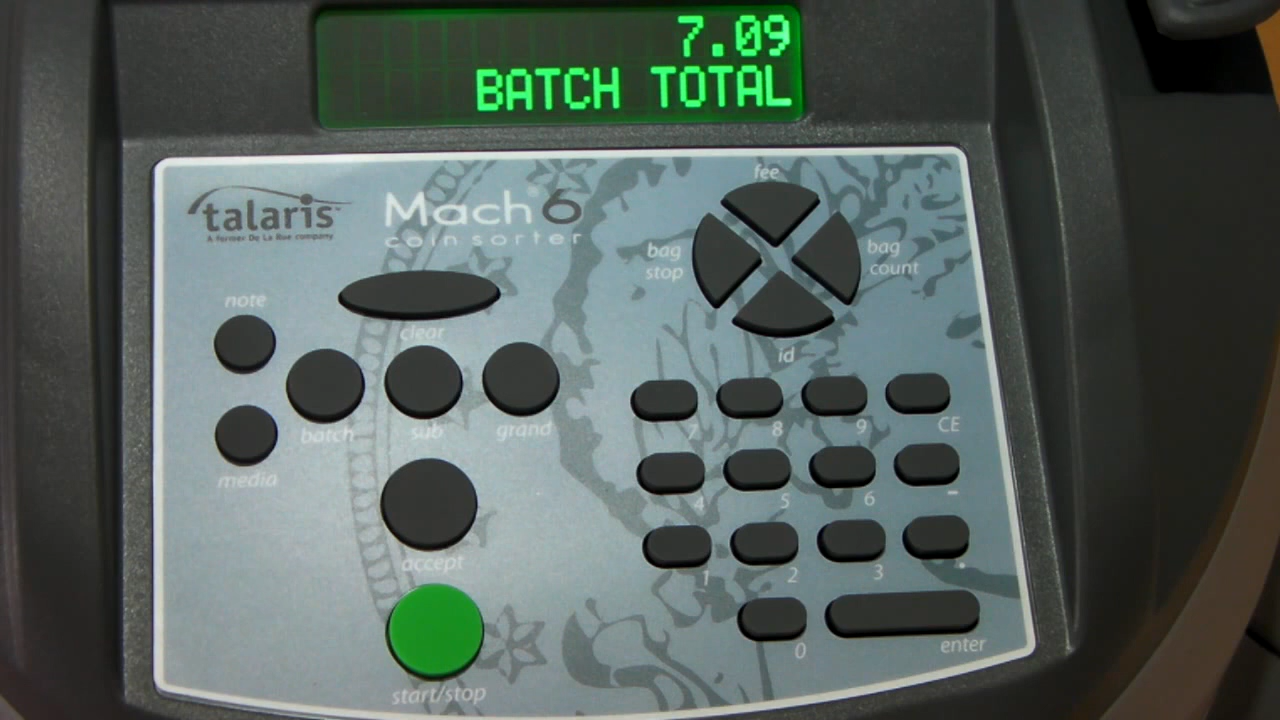 7.09
BATCH TOTAL
talaris™
A former De La Rue company
Mach® 6
coin sorter
fee
bag stop
bag count
id
note
clear
batch
sub
grand
media
7
8
9
CE
4
5
6
-
accept
1
2
3
.
0
enter
start/stop